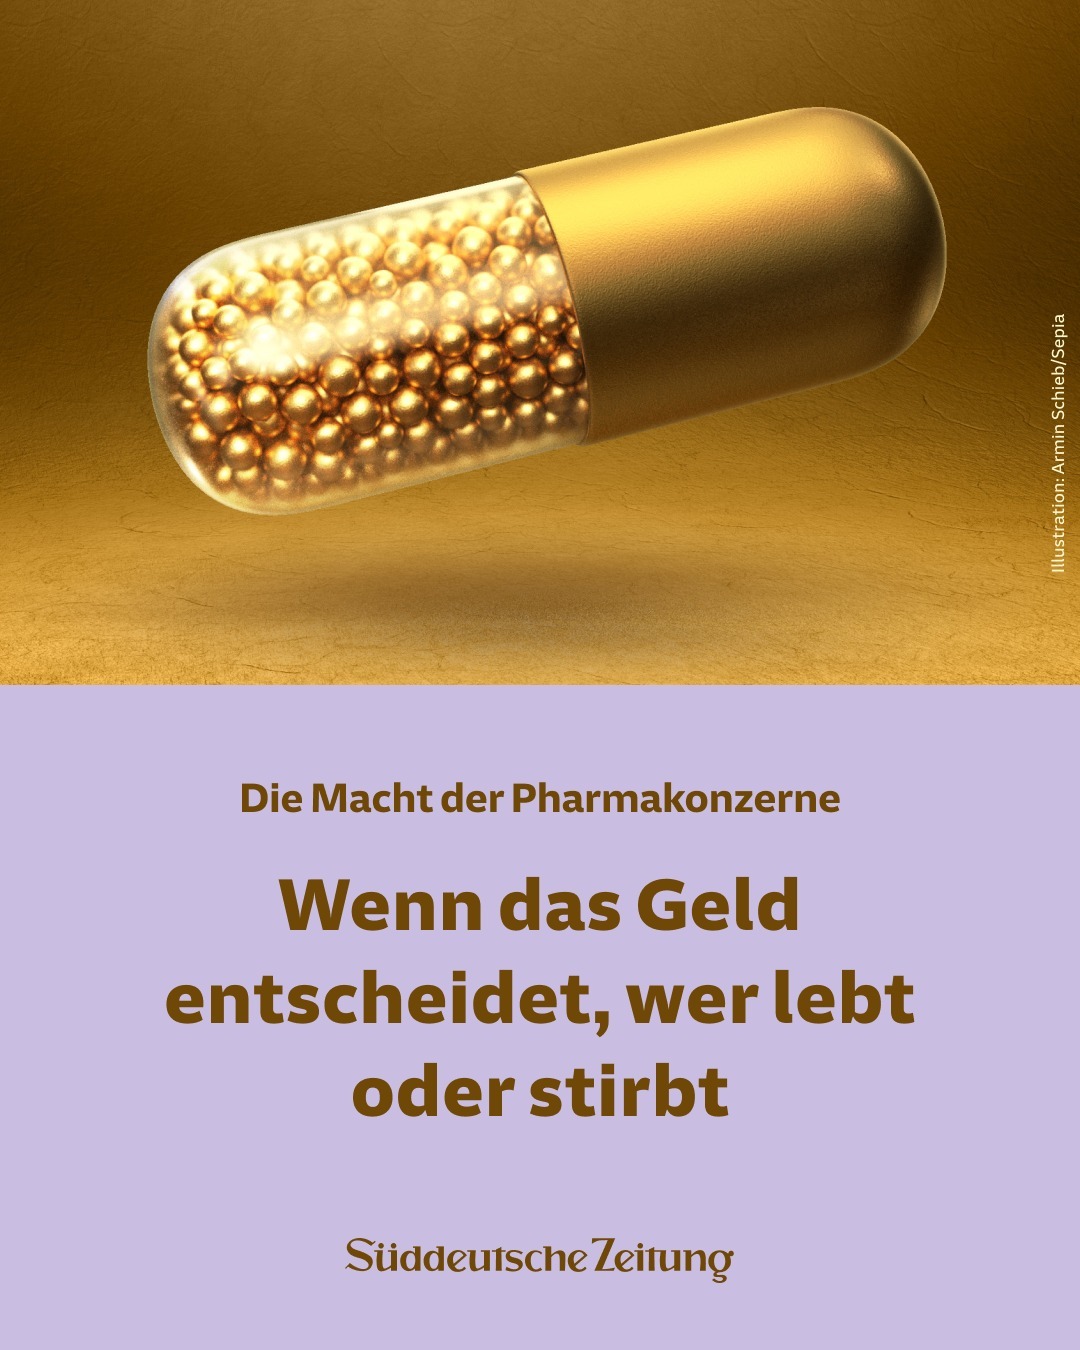 Illustration: Armin Schieb/Sepia
Die Macht der Pharmakonzerne
Wenn das Geld
entscheidet, wer lebt
oder stirbt
Süddeutsche Zeitung